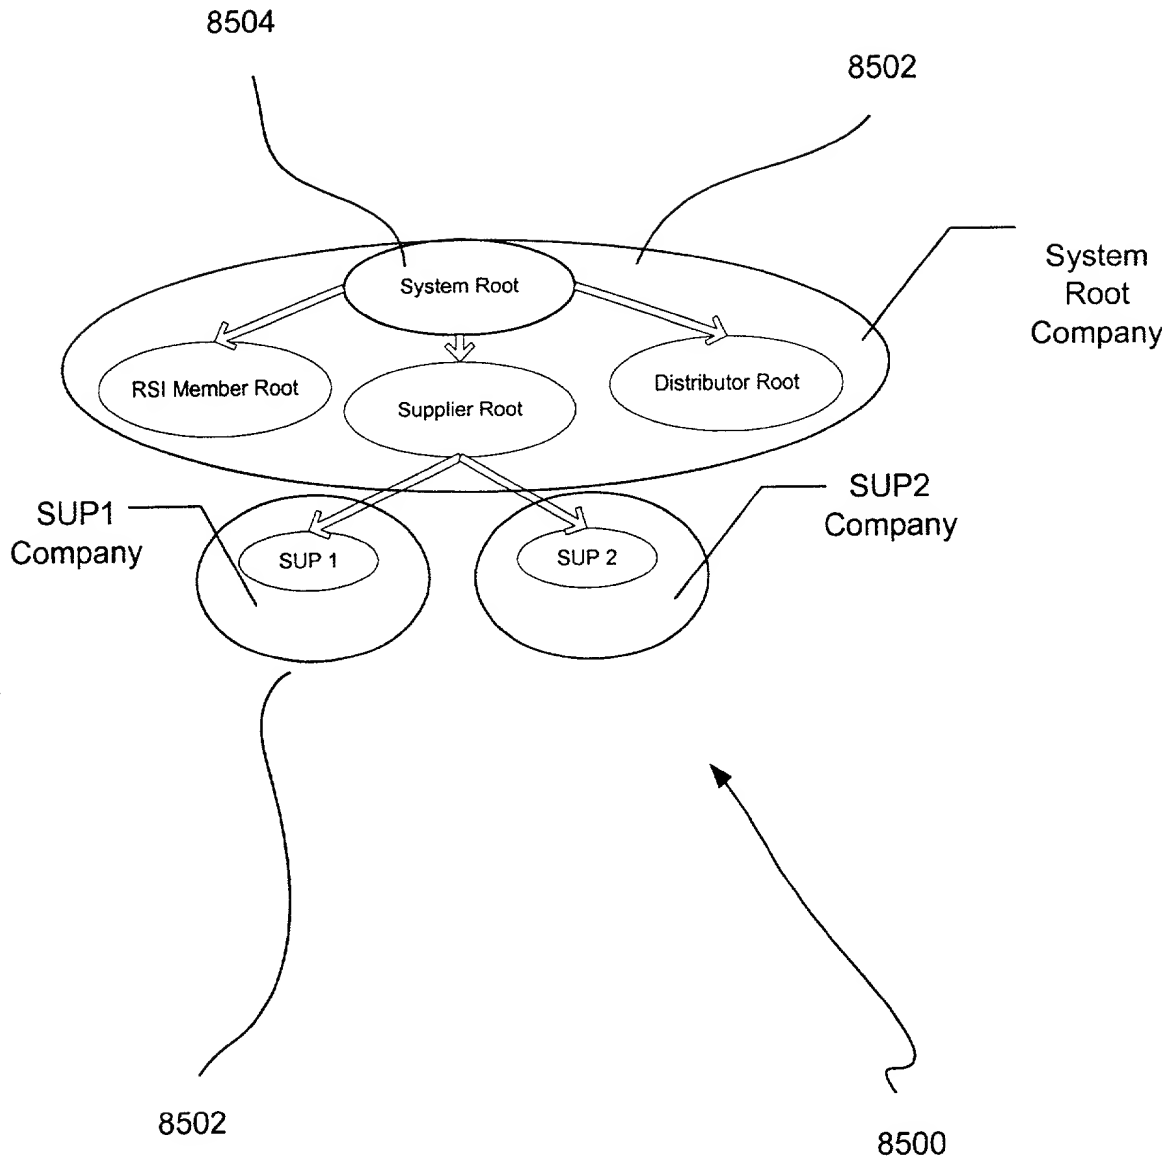 8504
8502
System Root
System
Root
Company
RSI Member Root
Supplier Root
Distributor Root
SUP1
Company
SUP2
Company
SUP 1
SUP 2
8502
8500